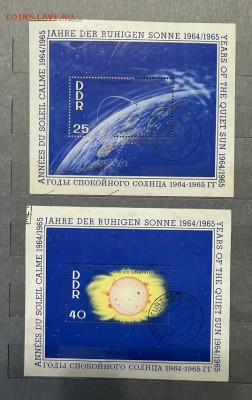 COINS.LAVE.RU
JAHRE DER RUHIGEN SONNE 1964/1965
ANNÉES DU SOLEIL CALME 1964/1965
YEARS OF THE QUIET SUN 1964/1965
DDR
25
ГОДЫ СПОКОЙНОГО СОЛНЦА 1964-1965 ГГ
JAHRE DER RUHIGEN SONNE 1964/1965
ANNÉES DU SOLEIL CALME 1964/1965
YEARS OF THE QUIET SUN 1964/1965
DDR
40
ГОДЫ СПОКОЙНОГО СОЛНЦА 1964-1965 ГГ